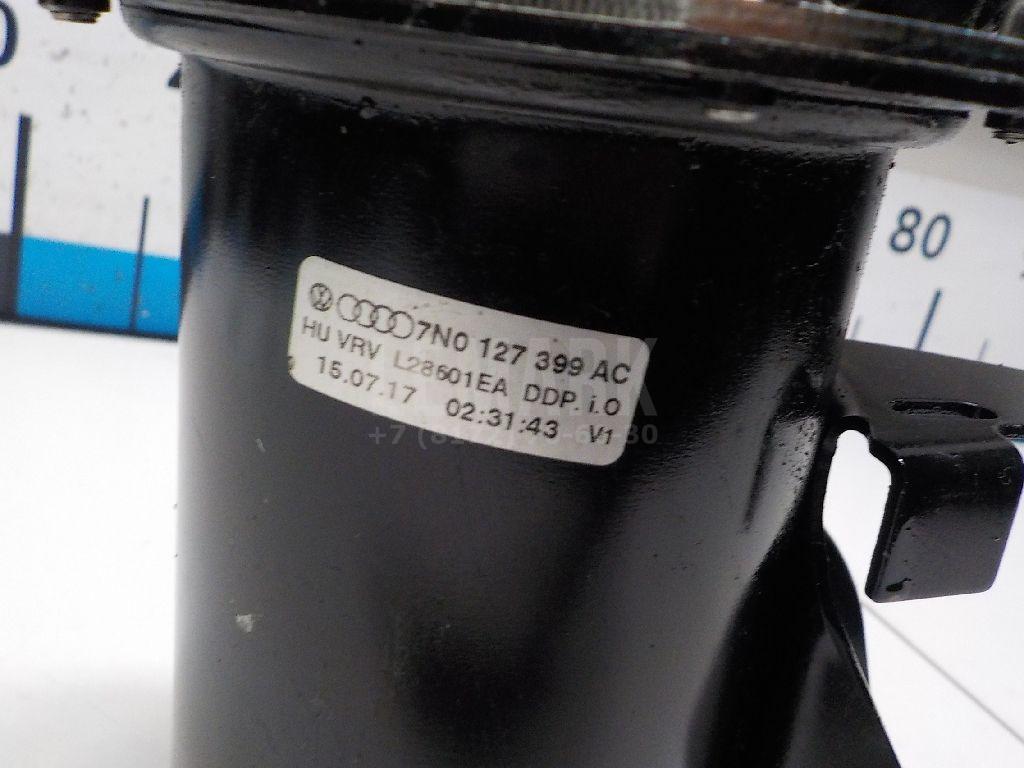 80
7N0 127 399 AC
HU VRV L28601EA DDP. i.O
15.07.17 02:31:43 V1